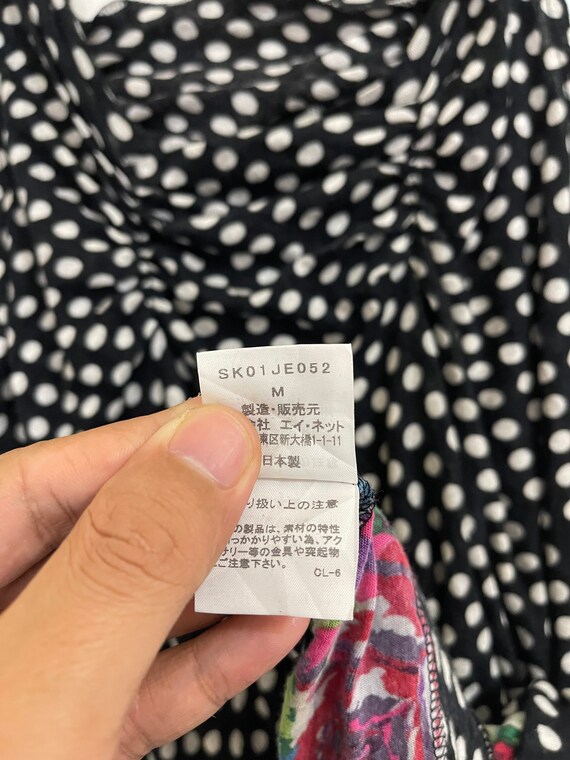 SK01JE052
M
製造・販売元
社 エイ・ネット
東区新大橋1-1-11
日本製
り扱い上の注意
の製品は、素材の特性
っかかりやすい為、アク
サリー等の金具や突起物
ご注意下さい。
CL-6